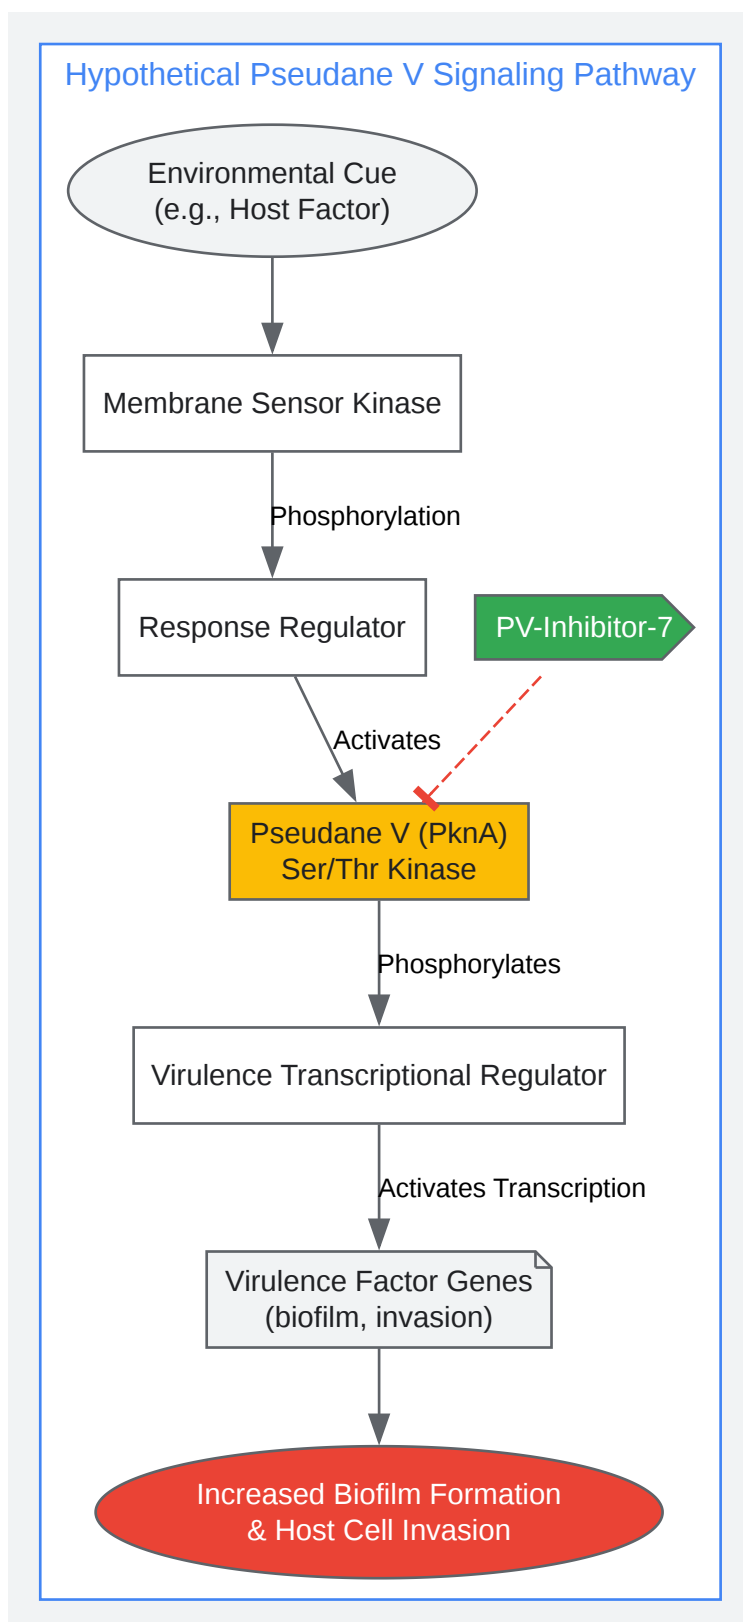 Hypothetical Pseudane V Signaling Pathway
Environmental Cue
(e.g., Host Factor)
Membrane Sensor Kinase
Phosphorylation
Response Regulator
PV-Inhibitor-7
Activates
Pseudane V (PknA)
Ser/Thr Kinase
Phosphorylates
Virulence Transcriptional Regulator
Activates Transcription
Virulence Factor Genes
(biofilm, invasion)
Increased Biofilm Formation
& Host Cell Invasion